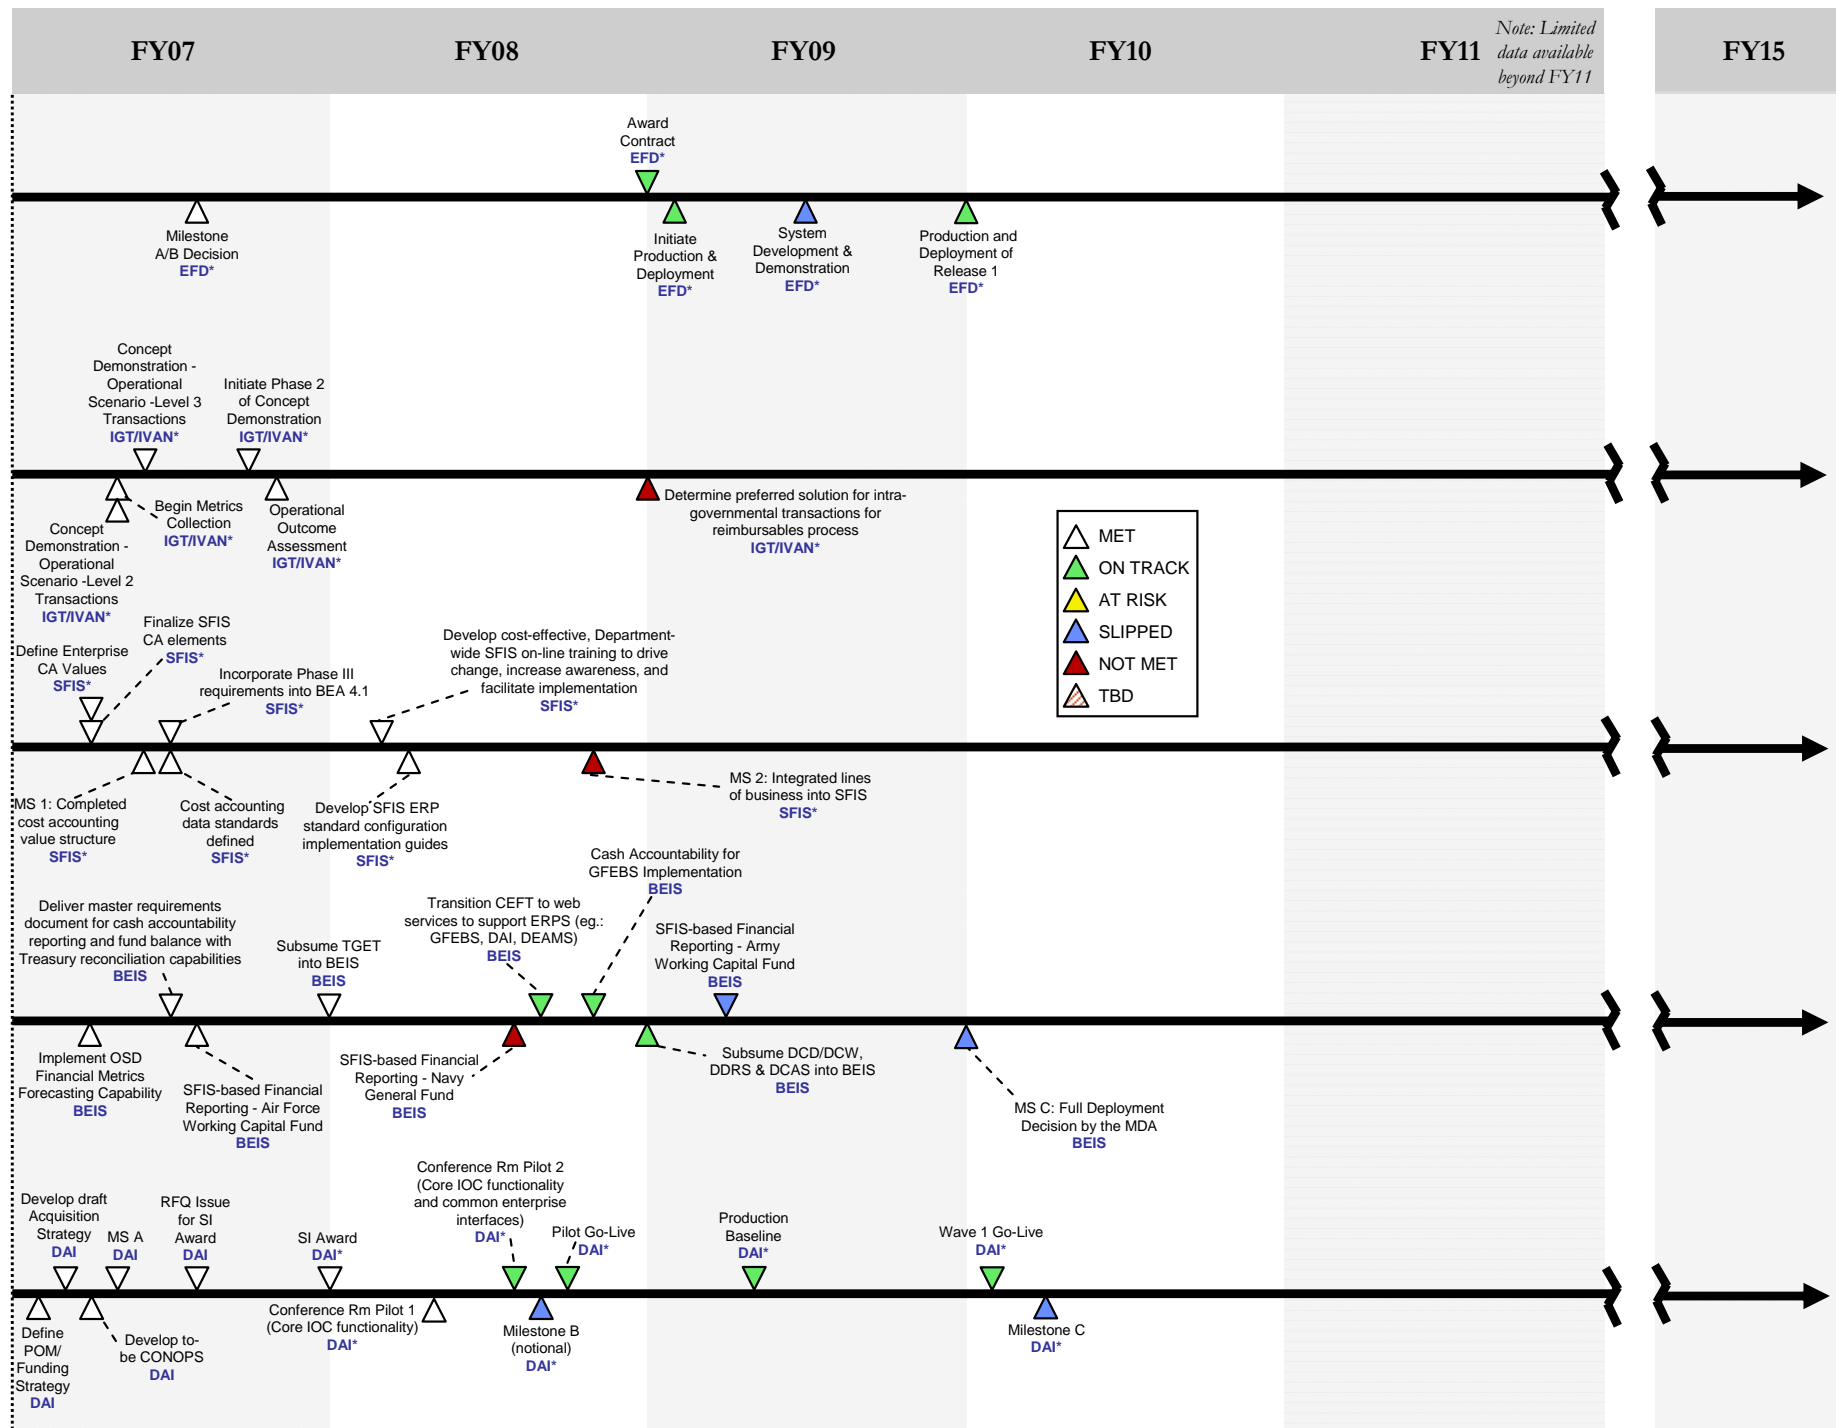 FY07
FY08
FY09
FY10
FY11
Note: Limited
data available
beyond FY11
FY15
Award
Contract
EFD*
Milestone
A/B Decision
EFD*
Initiate
Production &
Deployment
EFD*
System
Development &
Demonstration
EFD*
Production and
Deployment of
Release 1
EFD*
Concept
Demonstration -
Operational
Scenario -Level 3
Transactions
IGT/IVAN*
Initiate Phase 2
of Concept
Demonstration
IGT/IVAN*
Concept
Demonstration -
Operational
Scenario -Level 2
Transactions
IGT/IVAN*
Begin Metrics
Collection
IGT/IVAN*
Operational
Outcome
Assessment
IGT/IVAN*
Determine preferred solution for intra-
governmental transactions for
reimbursables process
IGT/IVAN*
MET
ON TRACK
AT RISK
SLIPPED
NOT MET
TBD
Define Enterprise
CA Values
SFIS*
Finalize SFIS
CA elements
SFIS*
Incorporate Phase III
requirements into BEA 4.1
SFIS*
Develop cost-effective, Department-
wide SFIS on-line training to drive
change, increase awareness, and
facilitate implementation
SFIS*
MS 1: Completed
cost accounting
value structure
SFIS*
Cost accounting
data standards
defined
SFIS*
Develop SFIS ERP
standard configuration
implementation guides
SFIS*
MS 2: Integrated lines
of business into SFIS
SFIS*
Deliver master requirements
document for cash accountability
reporting and fund balance with
Treasury reconciliation capabilities
BEIS
Subsume TGET
into BEIS
BEIS
Transition CEFT to web
services to support ERPS (eg.:
GFEBS, DAI, DEAMS)
BEIS
Cash Accountability for
GFEBS Implementation
BEIS
SFIS-based Financial
Reporting - Army
Working Capital Fund
BEIS
Implement OSD
Financial Metrics
Forecasting Capability
BEIS
SFIS-based Financial
Reporting - Air Force
Working Capital Fund
BEIS
SFIS-based Financial
Reporting - Navy
General Fund
BEIS
Subsume DCD/DCW,
DDRS & DCAS into BEIS
BEIS
MS C: Full Deployment
Decision by the MDA
BEIS
Develop draft
Acquisition
Strategy
DAI
MS A
DAI
RFQ Issue
for SI
Award
DAI
SI Award
DAI*
Conference Rm Pilot 2
(Core IOC functionality
and common enterprise
interfaces)
DAI*
Pilot Go-Live
DAI*
Production
Baseline
DAI*
Wave 1 Go-Live
DAI*
Define
POM/
Funding
Strategy
DAI
Develop to-
be CONOPS
DAI
Conference Rm Pilot 1
(Core IOC functionality)
DAI*
Milestone B
(notional)
DAI*
Milestone C
DAI*